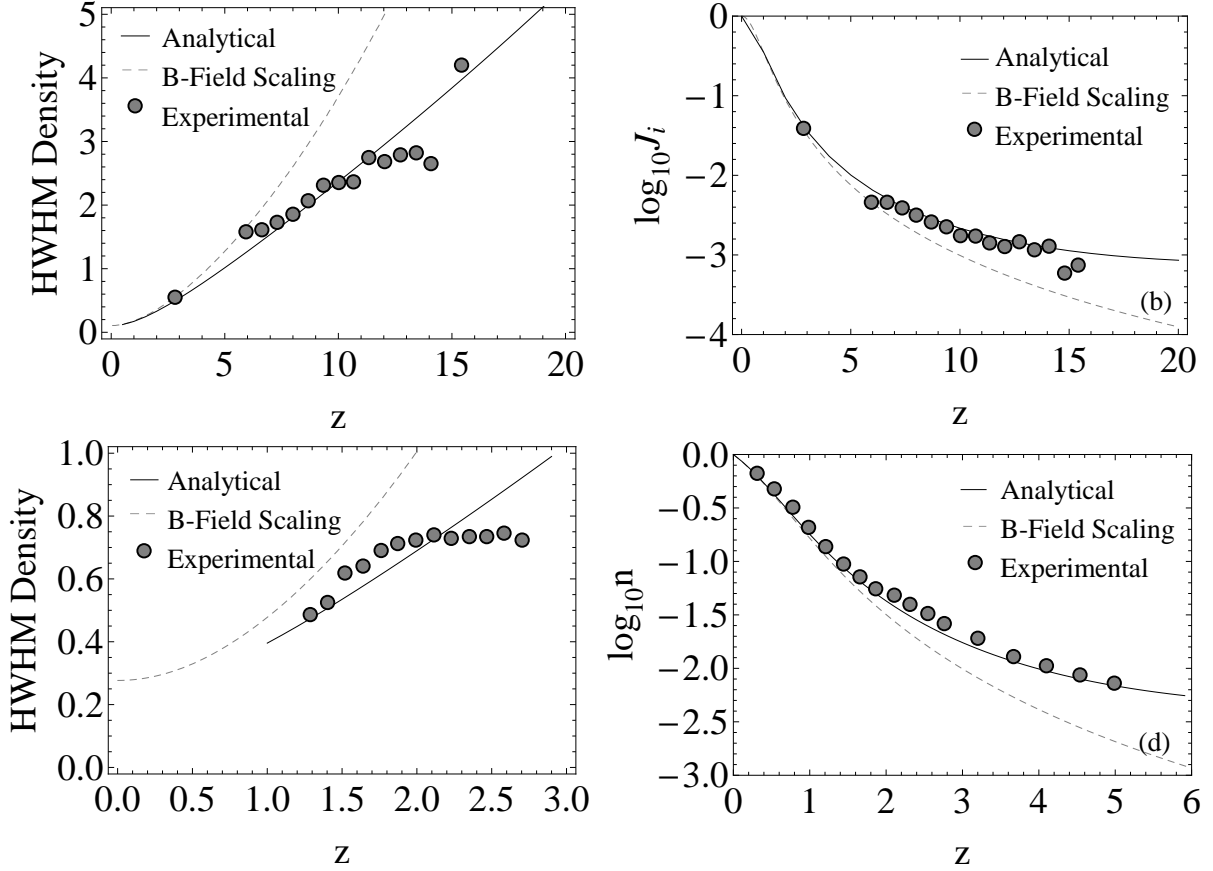 5
4
3
2
1
0
HWHM Density
Analytical
B-Field Scaling
Experimental
0 5 10 15 20
z
0
−1
−2
−3
−4
log₁₀Jᵢ
Analytical
B-Field Scaling
Experimental
(b)
0 5 10 15 20
z
1.0
0.8
0.6
0.4
0.2
0.0
HWHM Density
Analytical
B-Field Scaling
Experimental
0.0 0.5 1.0 1.5 2.0 2.5 3.0
z
0.0
−0.5
−1.0
−1.5
−2.0
−2.5
−3.0
log₁₀n
Analytical
B-Field Scaling
Experimental
(d)
0 1 2 3 4 5 6
z